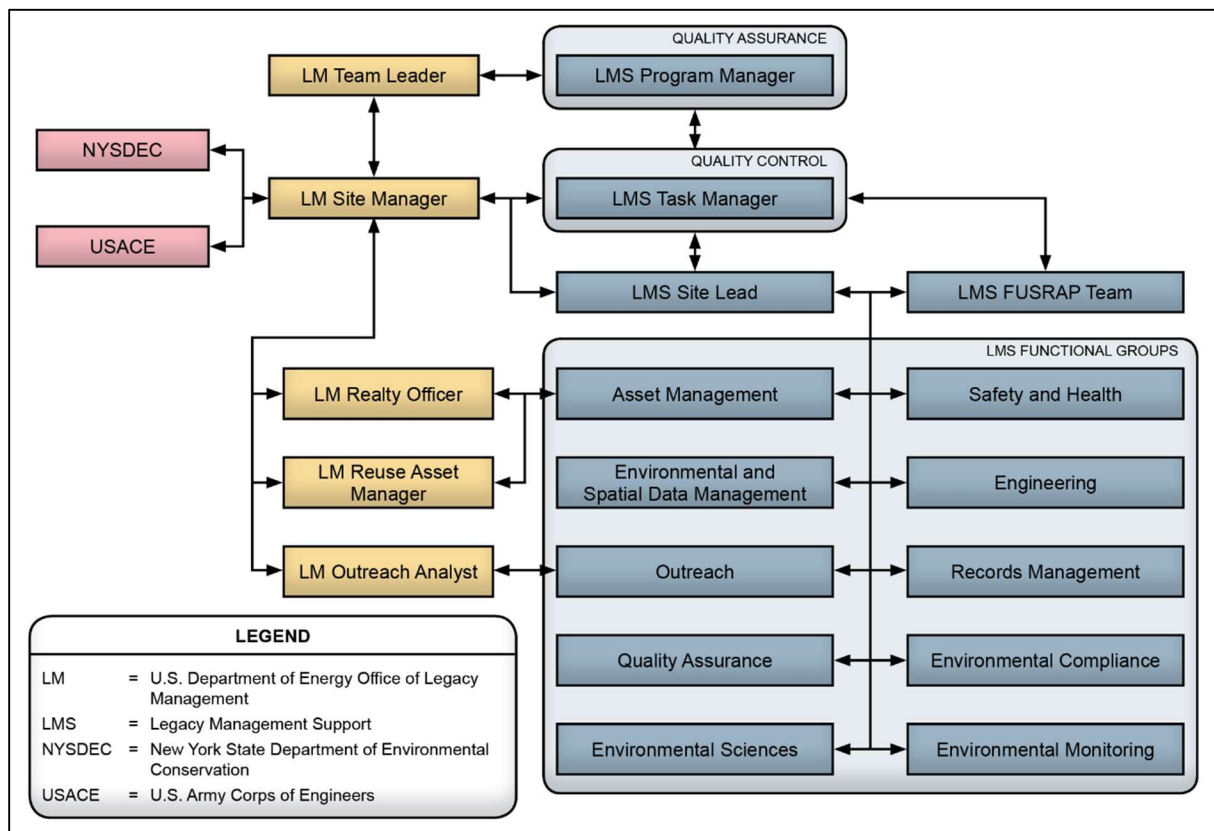 QUALITY ASSURANCE
LM Team Leader
LMS Program Manager
NYSDEC
QUALITY CONTROL
LM Site Manager
LMS Task Manager
USACE
LMS Site Lead
LMS FUSRAP Team
LMS FUNCTIONAL GROUPS
LM Realty Officer
Asset Management
Safety and Health
LM Reuse Asset
Manager
Environmental and
Spatial Data Management
Engineering
LM Outreach Analyst
Outreach
Records Management
Quality Assurance
Environmental Compliance
Environmental Sciences
Environmental Monitoring
LEGEND
LM = U.S. Department of Energy Office of Legacy
Management
LMS = Legacy Management Support
NYSDEC = New York State Department of Environmental
Conservation
USACE = U.S. Army Corps of Engineers